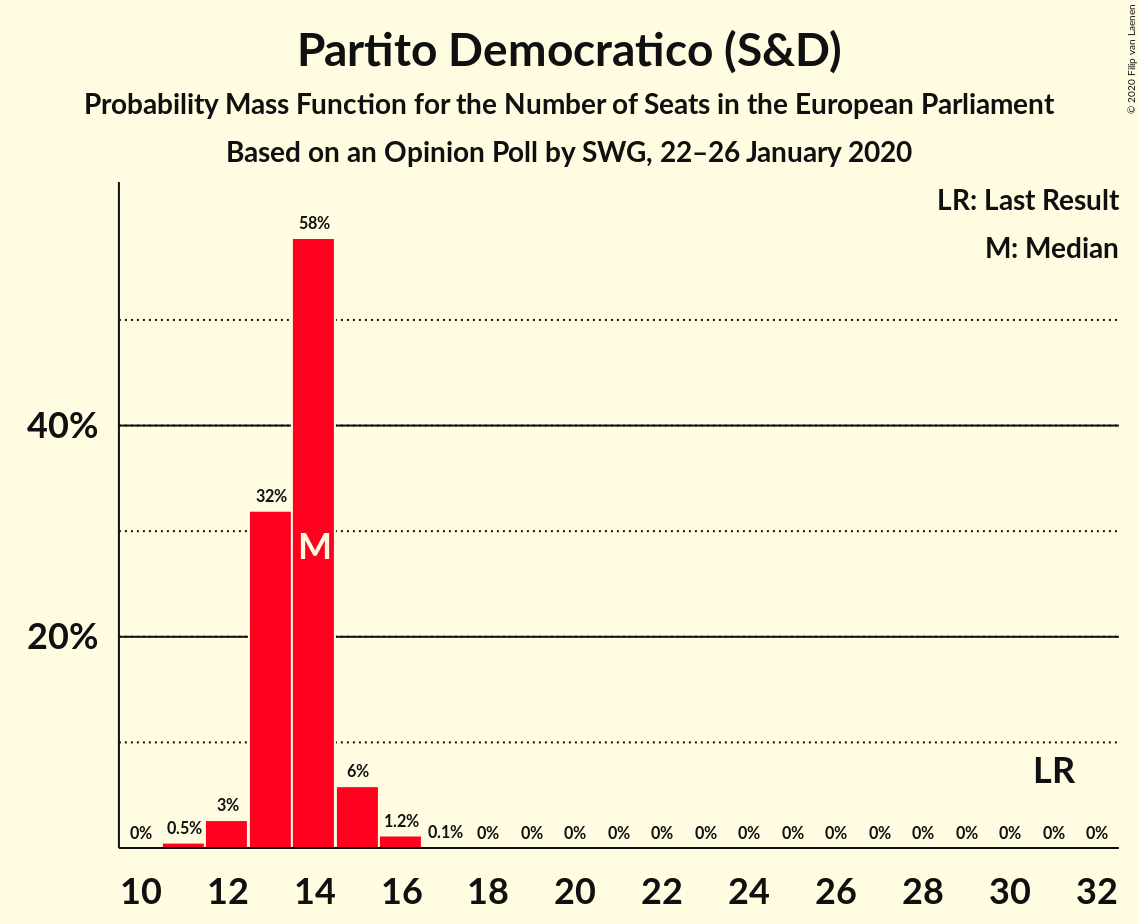 Partito Democratico (S&D)
Probability Mass Function for the Number of Seats in the European Parliament
Based on an Opinion Poll by SWG, 22–26 January 2020
© 2020 Filip van Laenen
LR: Last Result
M: Median
58%
40%
32%
M
20%
LR
0% 0.5% 3% 6% 1.2% 0.1% 0% 0% 0% 0% 0% 0% 0% 0% 0% 0% 0% 0% 0% 0% 0%
10 12 14 16 18 20 22 24 26 28 30 32